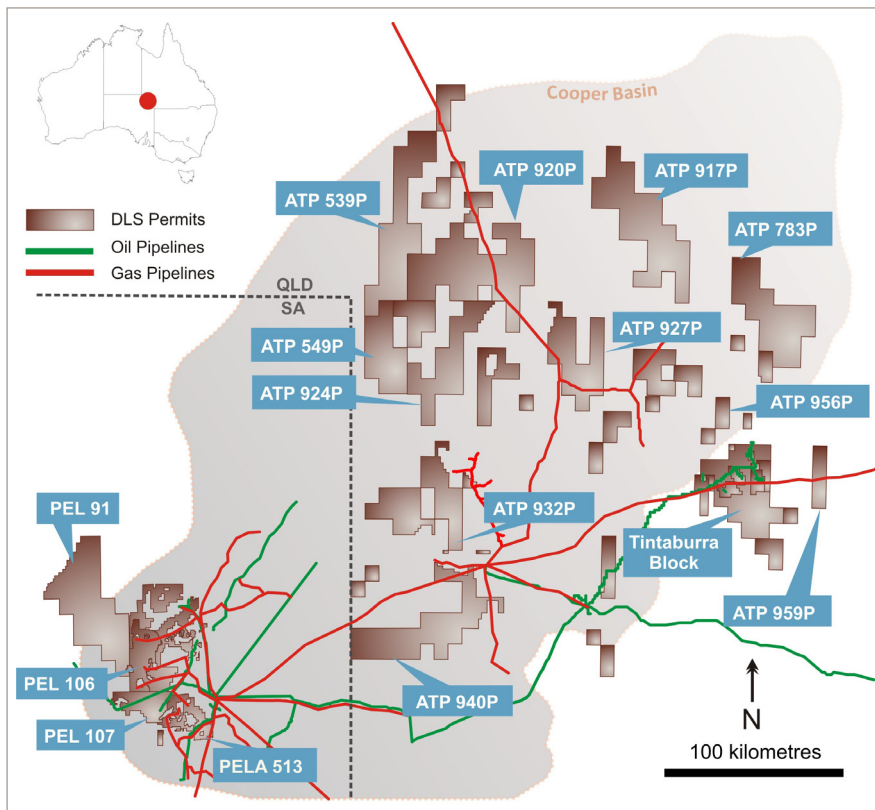 Cooper Basin
ATP 920P
ATP 917P
ATP 539P
DLS Permits
Oil Pipelines
Gas Pipelines
ATP 783P
QLD
SA
ATP 549P
ATP 927P
ATP 924P
ATP 956P
PEL 91
ATP 932P
Tintaburra
Block
ATP 959P
PEL 106
ATP 940P
PEL 107
PELA 513
N
100 kilometres